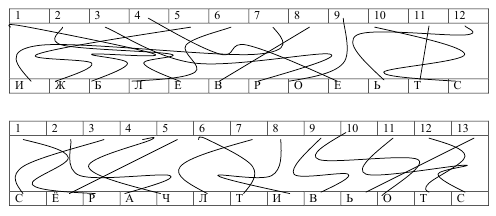 1 2 3 4 5 6 7 8 9 10 11 12
И Ж Б Л Е В Р О Е Ь Т С
1 2 3 4 5 6 7 8 9 10 11 12 13
С Ё Р А Ч Л Т И В Ь О Т С